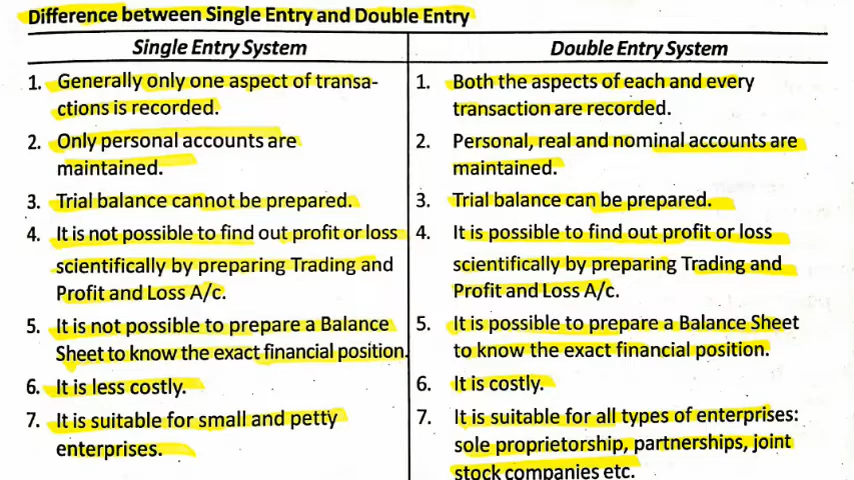 Difference between Single Entry and Double Entry
Single Entry System
1. Generally only one aspect of transa-
ctions is recorded.
2. Only personal accounts are
maintained.
3. Trial balance cannot be prepared.
4. It is not possible to find out profit or loss
scientifically by preparing Trading and
Profit and Loss A/c.
5. It is not possible to prepare a Balance
Sheet to know the exact financial position.
6. It is less costly.
7. It is suitable for small and petty
enterprises.
Double Entry System
1. Both the aspects of each and every
transaction are recorded.
2. Personal, real and nominal accounts are
maintained.
3. Trial balance can be prepared.
4. It is possible to find out profit or loss
scientifically by preparing Trading and
Profit and Loss A/c.
5. It is possible to prepare a Balance Sheet
to know the exact financial position.
6. It is costly.
7. It is suitable for all types of enterprises:
sole proprietorship, partnerships, joint
stock companies etc.